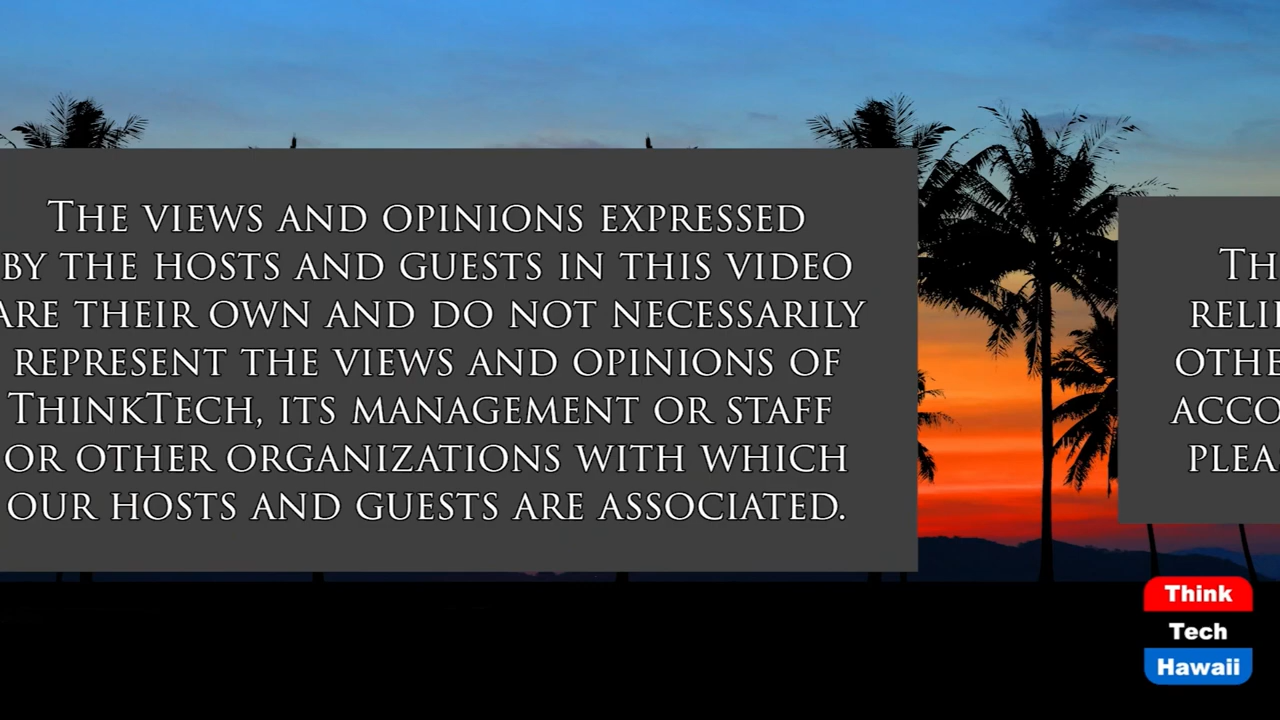 THE VIEWS AND OPINIONS EXPRESSED
BY THE HOSTS AND GUESTS IN THIS VIDEO
ARE THEIR OWN AND DO NOT NECESSARILY
REPRESENT THE VIEWS AND OPINIONS OF
THINKTECH, ITS MANAGEMENT OR STAFF
OR OTHER ORGANIZATIONS WITH WHICH
OUR HOSTS AND GUESTS ARE ASSOCIATED.
Think
Tech
Hawaii